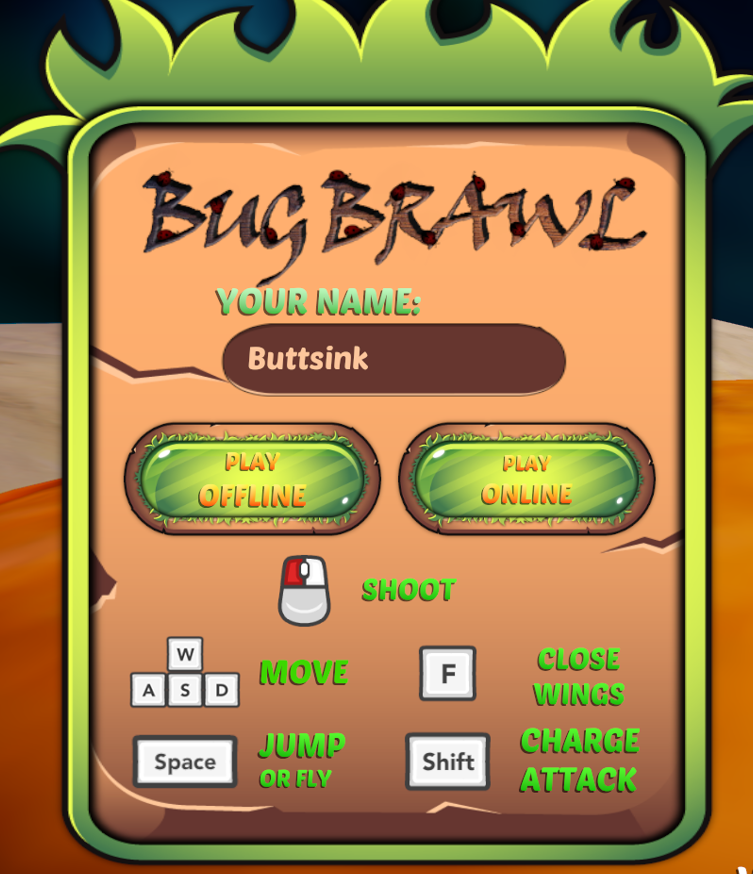 BUG BRAWL
YOUR NAME:
Buttsink
PLAY
OFFLINE
PLAY
ONLINE
SHOOT
W
A S D
MOVE
F
CLOSE
WINGS
Space
JUMP
OR FLY
Shift
CHARGE
ATTACK